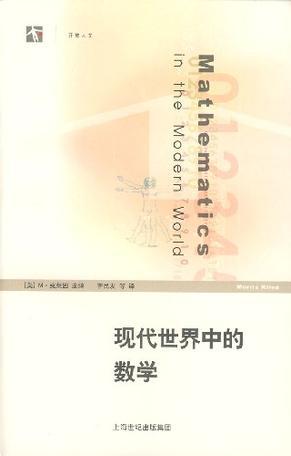 开放人文
Mathematics
in the Modern World
[美] M·克莱因 主编 齐民友 等 译
Morris Kline
现代世界中的
数学
上海世纪出版集团